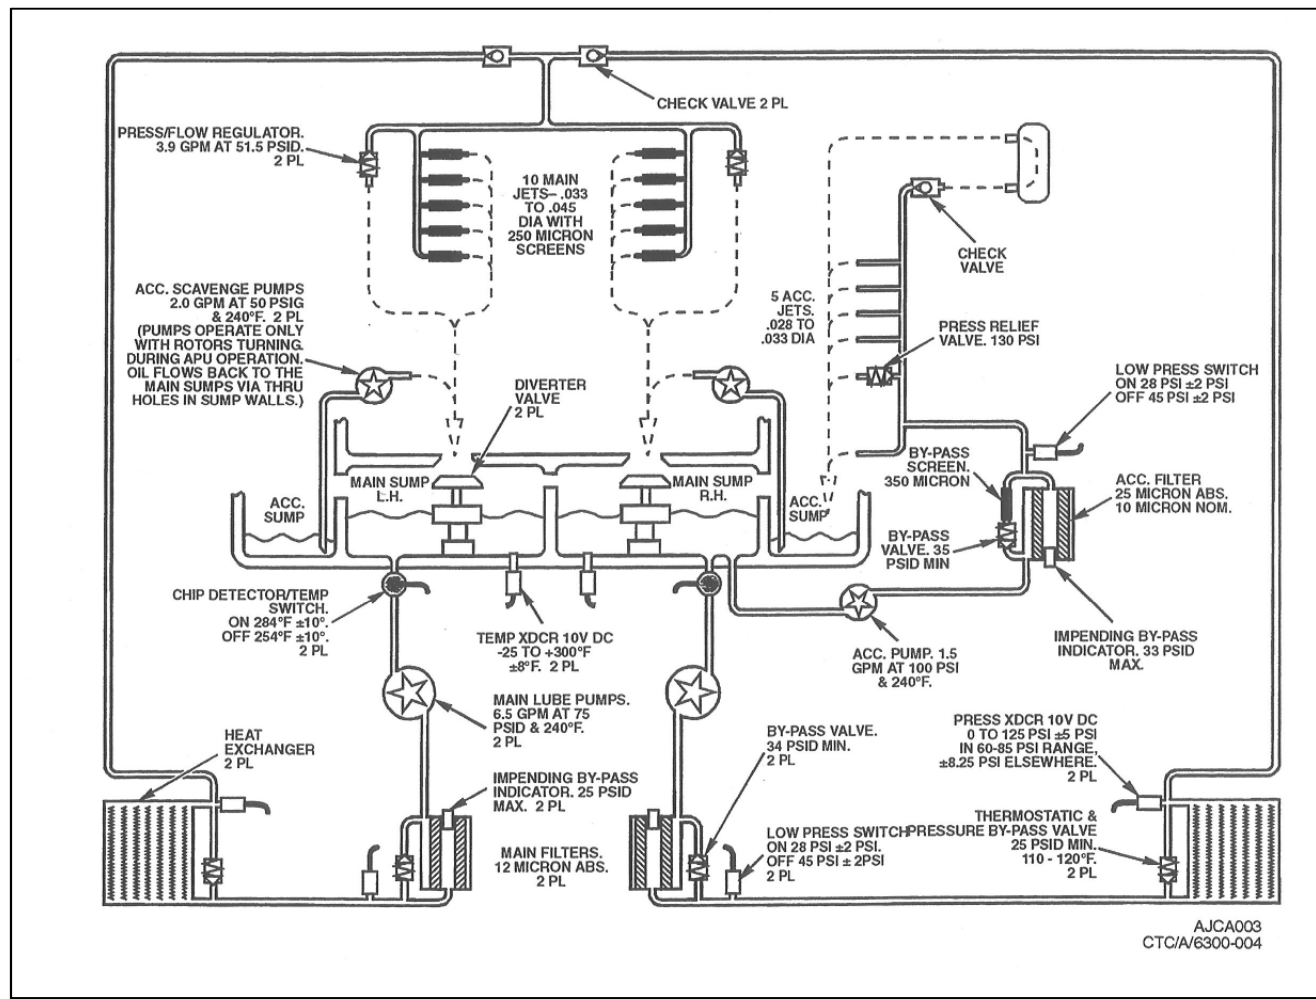 CHECK VALVE 2 PL
PRESS/FLOW REGULATOR.
3.9 GPM AT 51.5 PSID.
2 PL
10 MAIN
JETS– .033
TO .045
DIA WITH
250 MICRON
SCREENS
CHECK
VALVE
ACC. SCAVENGE PUMPS
2.0 GPM AT 50 PSIG
& 240°F. 2 PL
(PUMPS OPERATE ONLY
WITH ROTORS TURNING.
DURING APU OPERATION.
OIL FLOWS BACK TO THE
MAIN SUMPS VIA THRU
HOLES IN SUMP WALLS.)
5 ACC.
JETS.
.028 TO
.033 DIA
PRESS RELIEF
VALVE. 130 PSI
DIVERTER
VALVE
2 PL
LOW PRESS SWITCH
ON 28 PSI ±2 PSI
OFF 45 PSI ±2 PSI
MAIN SUMP
L.H.
MAIN SUMP
R.H.
ACC.
SUMP
ACC.
SUMP
BY-PASS
SCREEN.
350 MICRON
ACC. FILTER
25 MICRON ABS.
10 MICRON NOM.
BY-PASS
VALVE. 35
PSID MIN
CHIP DETECTOR/TEMP
SWITCH.
ON 284°F ±10°.
OFF 254°F ±10°.
2 PL
TEMP XDCR 10V DC
-25 TO +300°F
±8°F. 2 PL
ACC. PUMP. 1.5
GPM AT 100 PSI
& 240°F.
IMPENDING BY-PASS
INDICATOR. 33 PSID
MAX.
MAIN LUBE PUMPS.
6.5 GPM AT 75
PSID & 240°F.
2 PL
HEAT
EXCHANGER
2 PL
BY-PASS VALVE.
34 PSID MIN.
2 PL
PRESS XDCR 10V DC
0 TO 125 PSI ±5 PSI
IN 60-85 PSI RANGE,
±8.25 PSI ELSEWHERE.
2 PL
IMPENDING BY-PASS
INDICATOR. 25 PSID
MAX. 2 PL
MAIN FILTERS.
12 MICRON ABS.
2 PL
LOW PRESS SWITCH
ON 28 PSI ±2 PSI.
OFF 45 PSI ± 2PSI
2 PL
THERMOSTATIC &
PRESSURE BY-PASS VALVE
25 PSID MIN.
110 - 120°F.
2 PL
AJCA003
CTC/A/6300-004